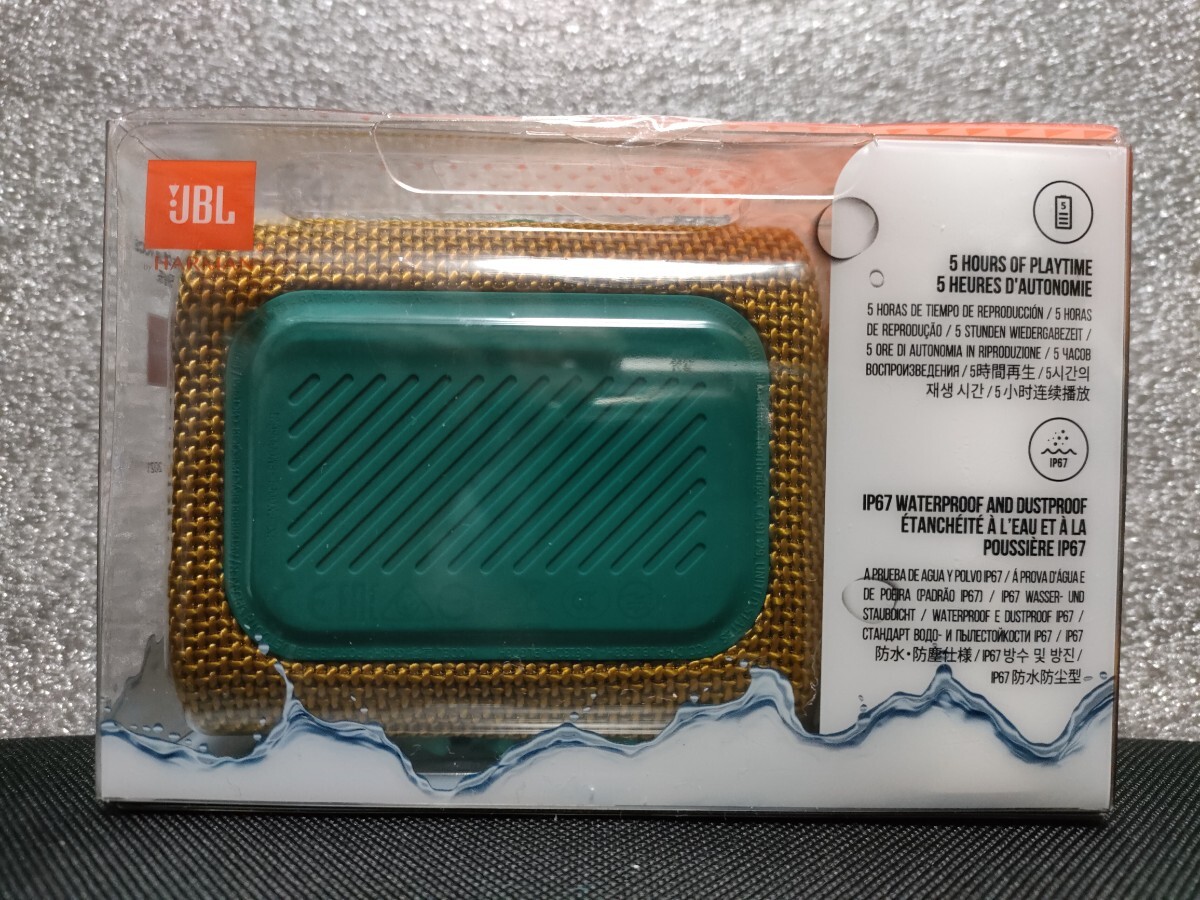 JBL
by HARMAN
5
5 HOURS OF PLAYTIME
5 HEURES D'AUTONOMIE
5 HORAS DE TIEMPO DE REPRODUCCIÓN / 5 HORAS
DE REPRODUÇÃO / 5 STUNDEN WIEDERGABEZEIT /
5 ORE DI AUTONOMIA IN RIPRODUZIONE / 5 ЧАСОВ
ВОСПРОИЗВЕДЕНИЯ / 5時間再生 / 5시간의
재생 시간 / 5 小时连续播放
IP67
IP67 WATERPROOF AND DUSTPROOF
ÉTANCHÉITÉ À L'EAU ET À LA
POUSSIÈRE IP67
A PRUEBA DE AGUA Y POLVO IP67 / À PROVA D'ÁGUA E
DE POEIRA (PADRÃO IP67) / IP67 WASSER- UND
STAUBDICHT / WATERPROOF E DUSTPROOF IP67 /
СТАНДАРТ ВОДО- И ПЫЛЕСТОЙКОСТИ IP67 / IP67
防水・防塵仕様 / IP67 방수 및 방진 /
IP67 防水防尘型